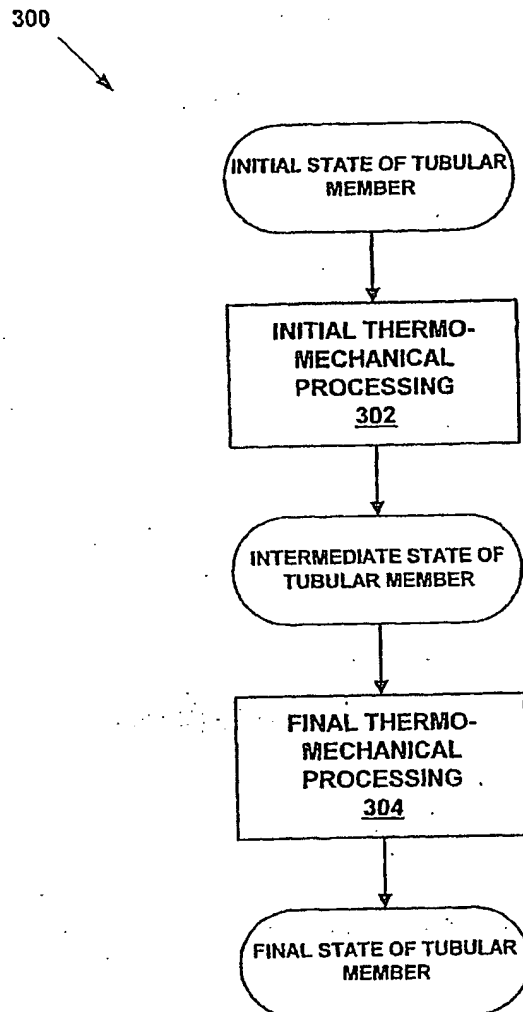 300
INITIAL STATE OF TUBULAR
MEMBER
INITIAL THERMO-
MECHANICAL
PROCESSING
302
INTERMEDIATE STATE OF
TUBULAR MEMBER
FINAL THERMO-
MECHANICAL
PROCESSING
304
FINAL STATE OF TUBULAR
MEMBER